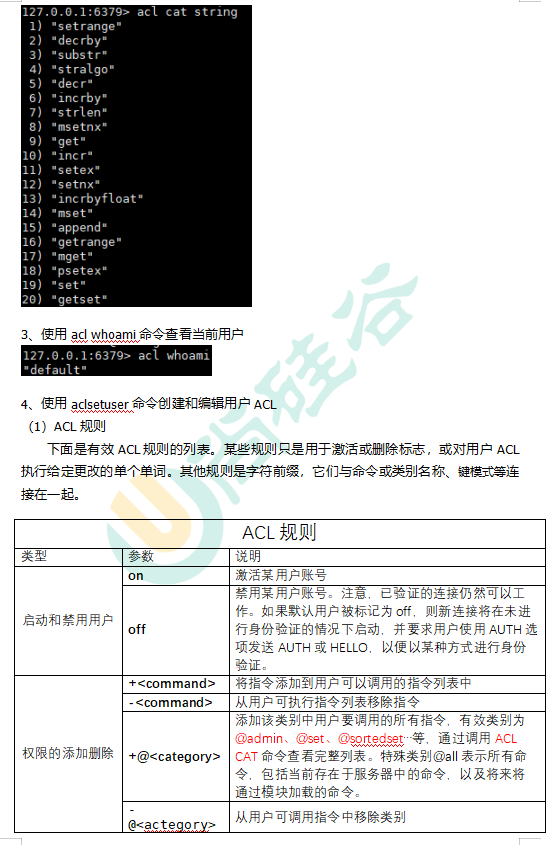 127.0.0.1:6379> acl cat string
1) "setrange"
2) "decrby"
3) "substr"
4) "stralgo"
5) "decr"
6) "incrby"
7) "strlen"
8) "msetnx"
9) "get"
10) "incr"
11) "setex"
12) "setnx"
13) "incrbyfloat"
14) "mset"
15) "append"
16) "getrange"
17) "mget"
18) "psetex"
19) "set"
20) "getset"
3、使用 acl whoami 命令查看当前用户
127.0.0.1:6379> acl whoami
"default"
4、使用 aclsetuser 命令创建和编辑用户 ACL
（1）ACL 规则
下面是有效 ACL 规则的列表。某些规则只是用于激活或删除标志，或对用户 ACL
执行给定更改的单个单词。其他规则是字符前缀，它们与命令或类别名称、键模式等连
接在一起。
ACL 规则
类型 参数 说明
启动和禁用用户
on
激活某用户账号
off
禁用某用户账号。注意，已验证的连接仍然可以工
作。如果默认用户被标记为 off，则新连接将在未进
行身份验证的情况下启动，并要求用户使用 AUTH 选
项发送 AUTH 或 HELLO，以便以某种方式进行身份
验证。
权限的添加删除
+<command>
将指令添加到用户可以调用的指令列表中
-<command>
从用户可执行指令列表移除指令
+@<category>
添加该类别中用户要调用的所有指令，有效类别为
@admin、@set、@sortedset…等，通过调用 ACL
CAT 命令查看完整列表。特殊类别@all 表示所有命
令，包括当前存在于服务器中的命令，以及将来将
通过模块加载的命令。
-
@<actegory>
从用户可调用指令中移除类别
尚硅谷